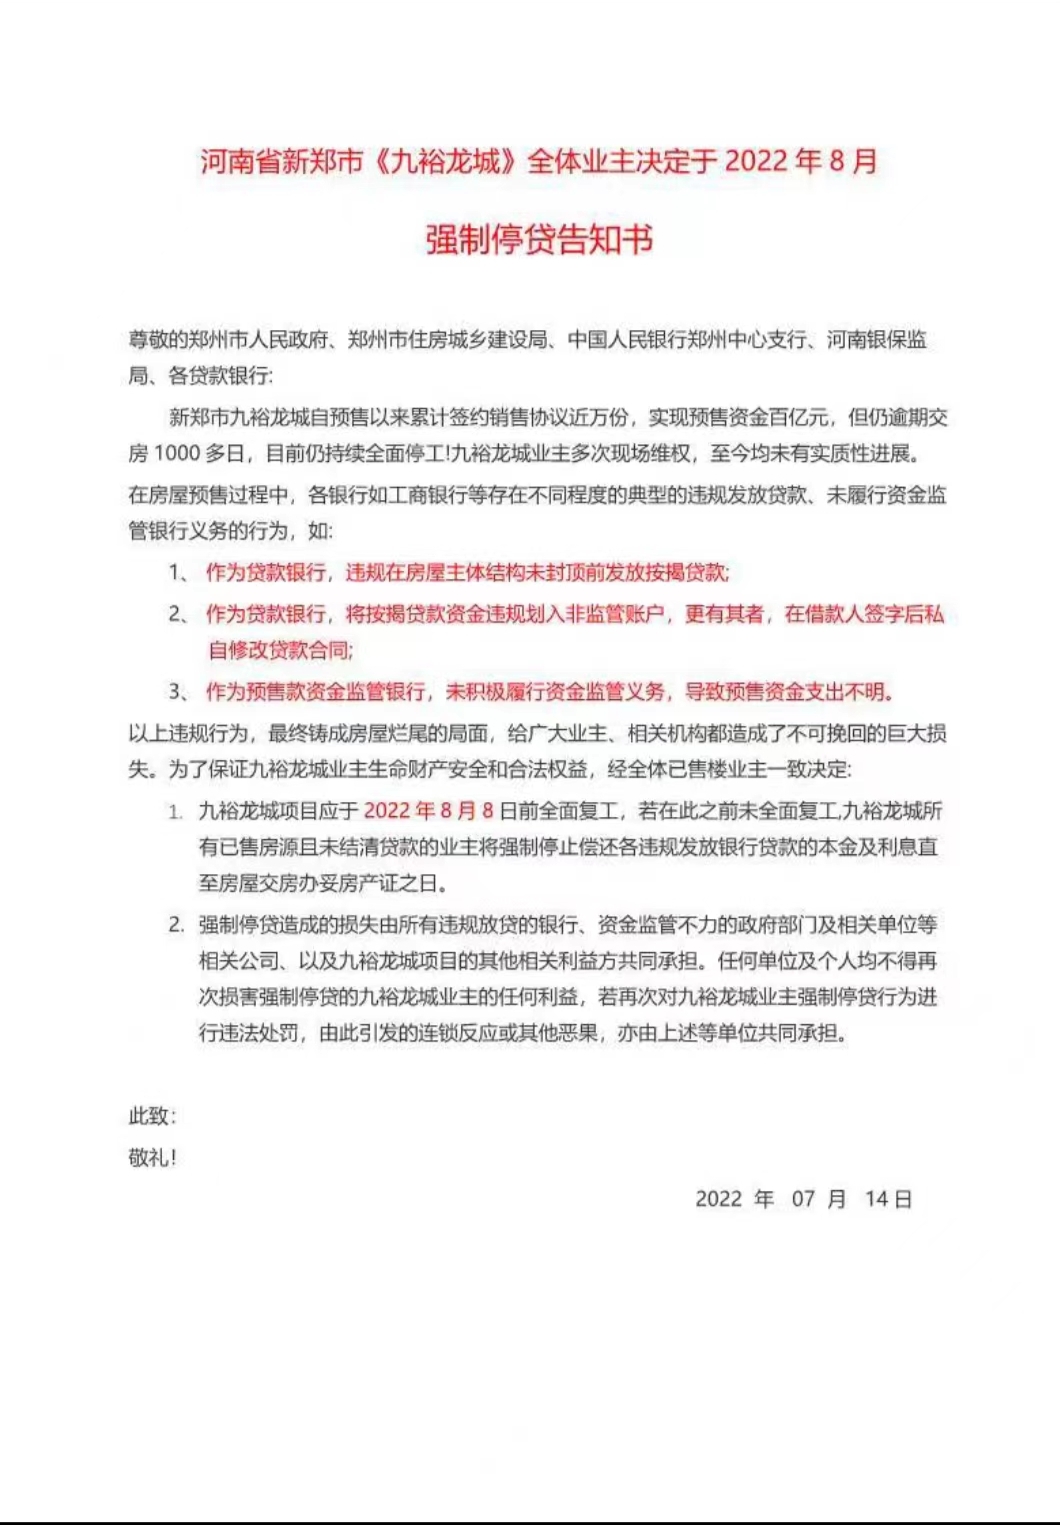 河南省新郑市《九裕龙城》全体业主决定于 2022 年 8 月
强制停贷告知书
尊敬的郑州市人民政府、郑州市住房城乡建设局、中国人民银行郑州中心支行、河南银保监
局、各贷款银行:
新郑市九裕龙城自预售以来累计签约销售协议近万份，实现预售资金百亿元，但仍逾期交
房 1000 多日，目前仍持续全面停工!九裕龙城业主多次现场维权，至今均未有实质性进展。
在房屋预售过程中，各银行如工商银行等存在不同程度的典型的违规发放贷款、未履行资金监
管银行义务的行为，如:
1、 作为贷款银行，违规在房屋主体结构未封顶前发放按揭贷款;
2、 作为贷款银行，将按揭贷款资金违规划入非监管账户，更有其者，在借款人签字后私
自修改贷款合同;
3、 作为预售款资金监管银行，未积极履行资金监管义务，导致预售资金支出不明。
以上违规行为，最终铸成房屋烂尾的局面，给广大业主、相关机构都造成了不可挽回的巨大损
失。为了保证九裕龙城业主生命财产安全和合法权益，经全体已售楼业主一致决定:
1. 九裕龙城项目应于 2022 年 8 月 8 日前全面复工，若在此之前未全面复工,九裕龙城所
有已售房源且未结清贷款的业主将强制停止偿还各违规发放银行贷款的本金及利息直
至房屋交房办妥房产证之日。
2. 强制停贷造成的损失由所有违规放贷的银行、资金监管不力的政府部门及相关单位等
相关公司、以及九裕龙城项目的其他相关利益方共同承担。任何单位及个人均不得再
次损害强制停贷的九裕龙城业主的任何利益，若再次对九裕龙城业主强制停贷行为进
行违法处罚，由此引发的连锁反应或其他恶果，亦由上述等单位共同承担。
此致:
敬礼!
2022 年 07 月 14日